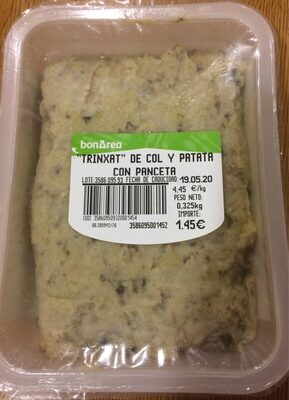 bonÀrea
"TRINXAT" DE COL Y PATATA
CON PANCETA
LOTE:3586 095 93 FECHA DE CADUCIDAD: 19.05.20
4.45 €/kg
PESO NETO:
0,325kg
IMPORTE:
1.45€
3586095001452